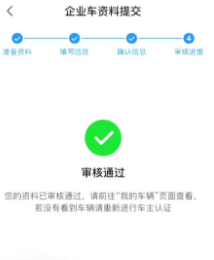 企业车资料提交
准备资料 填写信息 确认信息 审核进度
4
审核通过
您的资料已审核通过，请前往“我的车辆”页面查看，
若没有看到车辆请重新进行车主认证